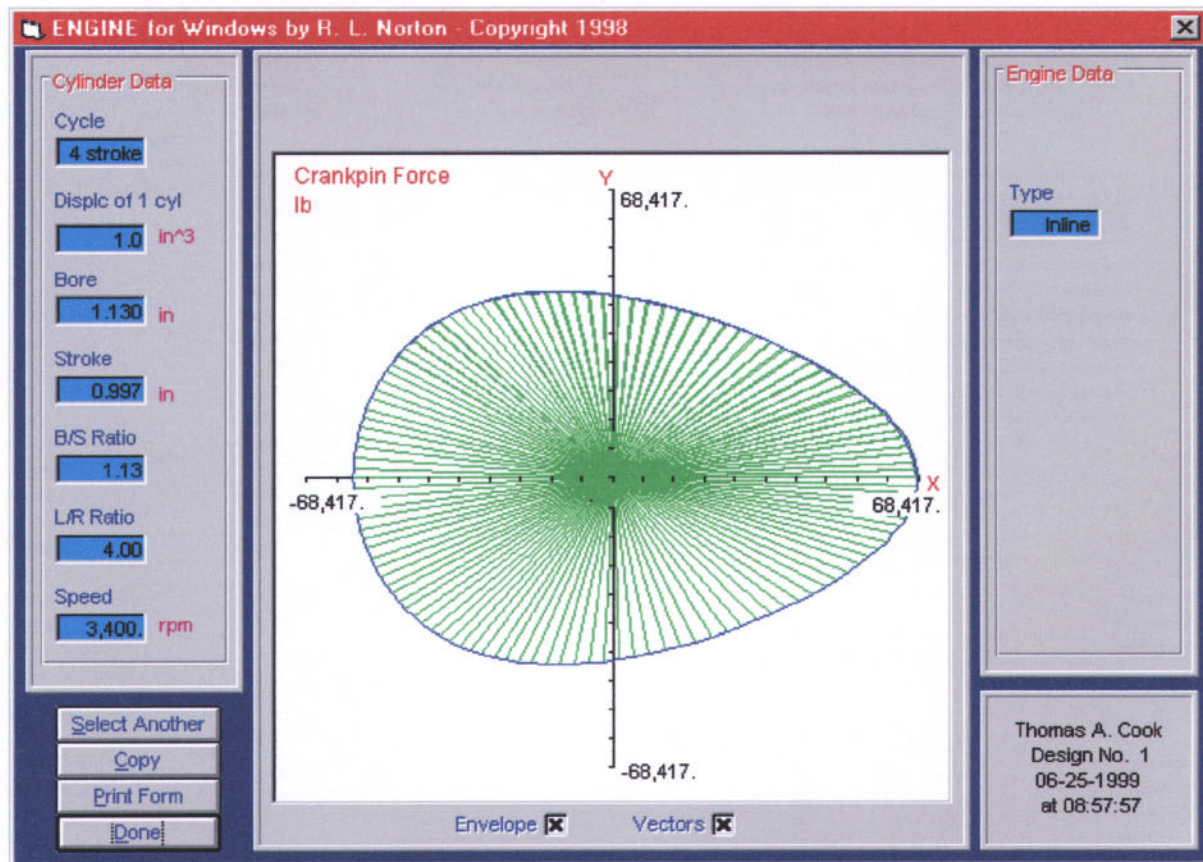 ENGINE for Windows by R. L. Norton - Copyright 1998
Cylinder Data
Cycle
4 stroke
Displc of 1 cyl
1.0 in^3
Bore
1.130 in
Stroke
0.997 in
B/S Ratio
1.13
L/R Ratio
4.00
Speed
3,400. rpm
Select Another
Copy
Print Form
Done
Crankpin Force
lb
Y
68,417.
X
-68,417.
68,417.
-68,417.
Envelope
Vectors
Engine Data
Type
Inline
Thomas A. Cook
Design No. 1
06-25-1999
at 08:57:57